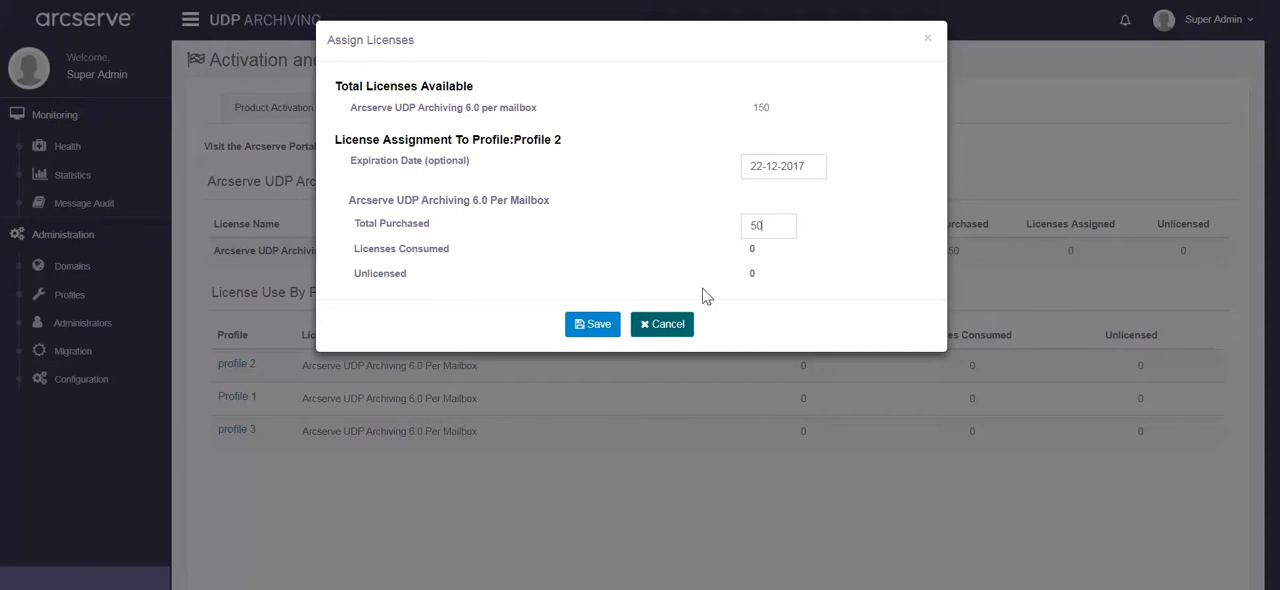 arcserve®
UDP ARCHIVING
Super Admin
Welcome,
Super Admin
Monitoring
Health
Statistics
Message Audit
Administration
Domains
Profiles
Administrators
Migration
Configuration
Activation and
Product Activation
Visit the Arcserve Portal
Arcserve UDP Arc
License Name
urchased
Licenses Assigned
Unlicensed
Arcserve UDP Archivin
50
0
0
License Use By P
Profile
Lic
es Consumed
Unlicensed
profile 2
Arcserve UDP Archiving 6.0 Per Mailbox
0
0
0
Profile 1
Arcserve UDP Archiving 6.0 Per Mailbox
0
0
0
profile 3
Arcserve UDP Archiving 6.0 Per Mailbox
0
0
0
Assign Licenses
×
Total Licenses Available
Arcserve UDP Archiving 6.0 per mailbox
150
License Assignment To Profile:Profile 2
Expiration Date (optional)
22-12-2017
Arcserve UDP Archiving 6.0 Per Mailbox
Total Purchased
50
Licenses Consumed
0
Unlicensed
0
Save
Cancel